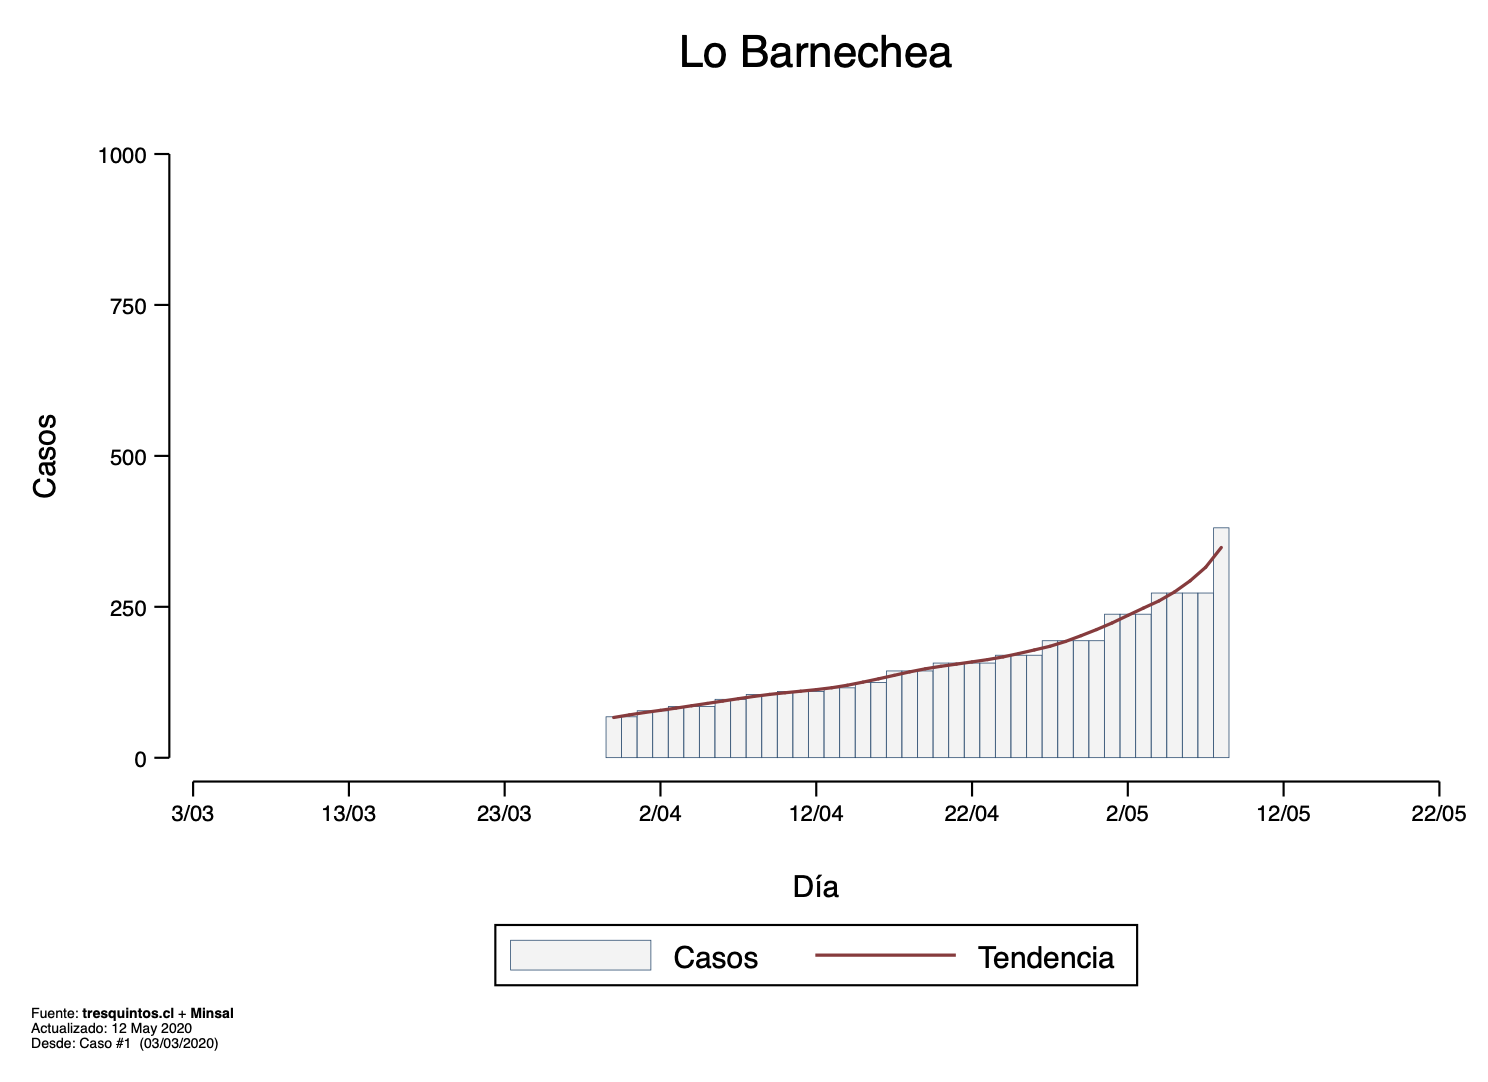 Lo Barnechea
1000
750
500
250
0
Casos
3/03 13/03 23/03 2/04 12/04 22/04 2/05 12/05 22/05
Día
Casos Tendencia
Fuente: tresquintos.cl + Minsal
Actualizado: 12 May 2020
Desde: Caso #1 (03/03/2020)